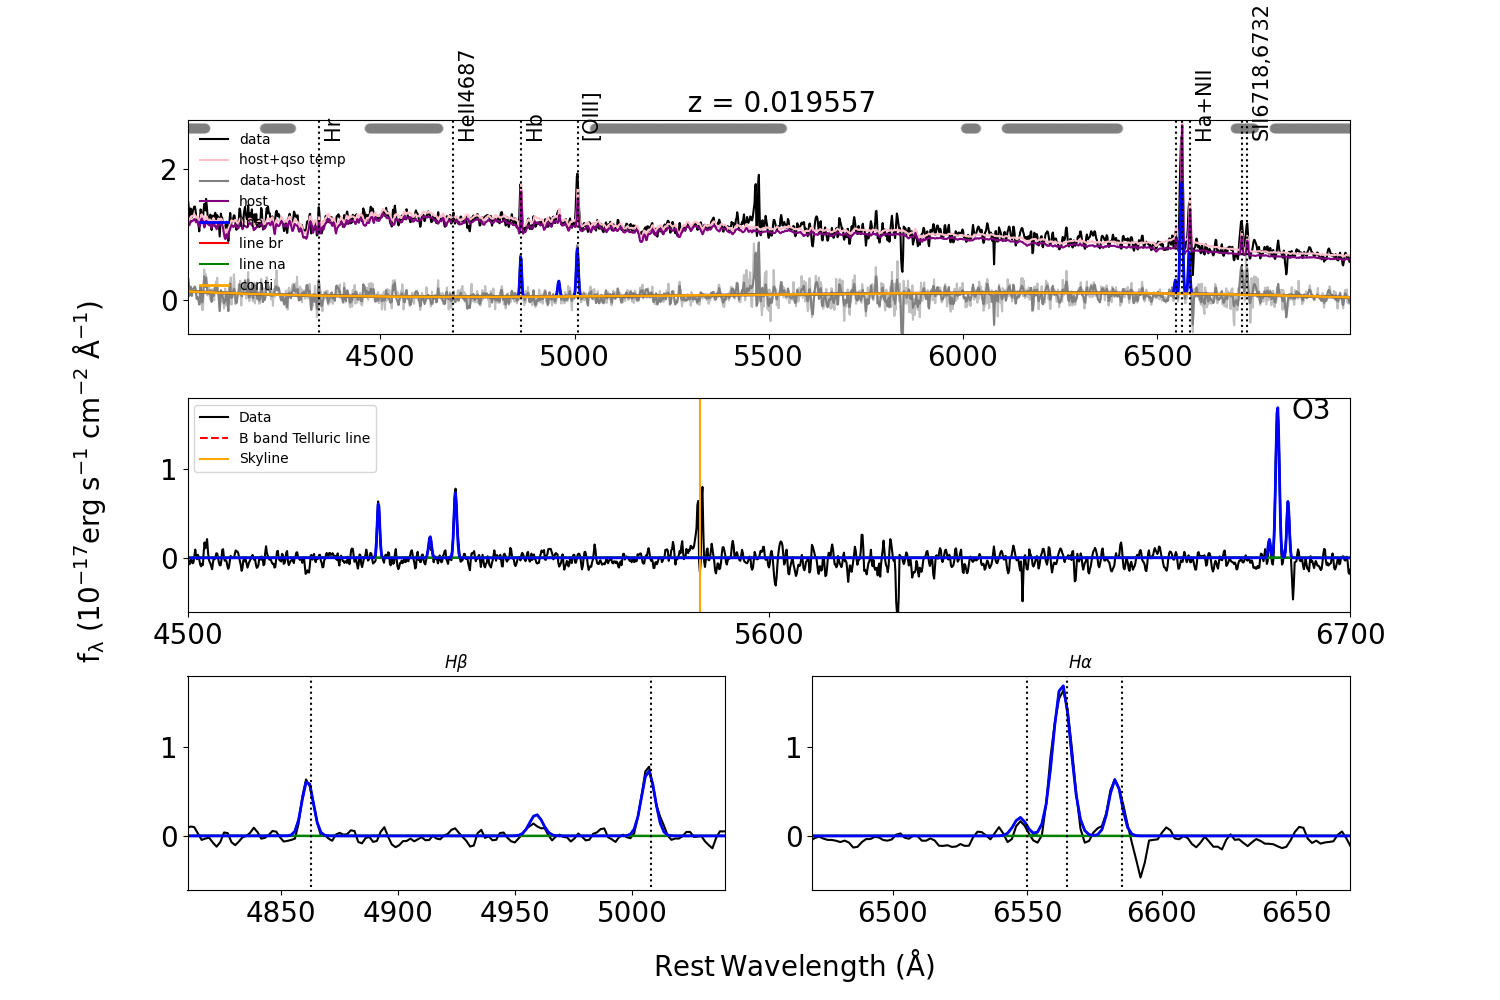 z = 0.019557
Hr
HeII4687
Hb
[OIII]
Ha+NII
SII6718,6732
data
host+qso temp
data-host
host
line br
line na
conti
2
0
4500 5000 5500 6000 6500
Data
B band Telluric line
Skyline
O3
1
0
4500 5600 6700
fλ (10⁻¹⁷erg s⁻¹ cm⁻² Å⁻¹)
Hβ
1
0
4850 4900 4950 5000
Hα
1
0
6500 6550 6600 6650
Rest Wavelength (Å)